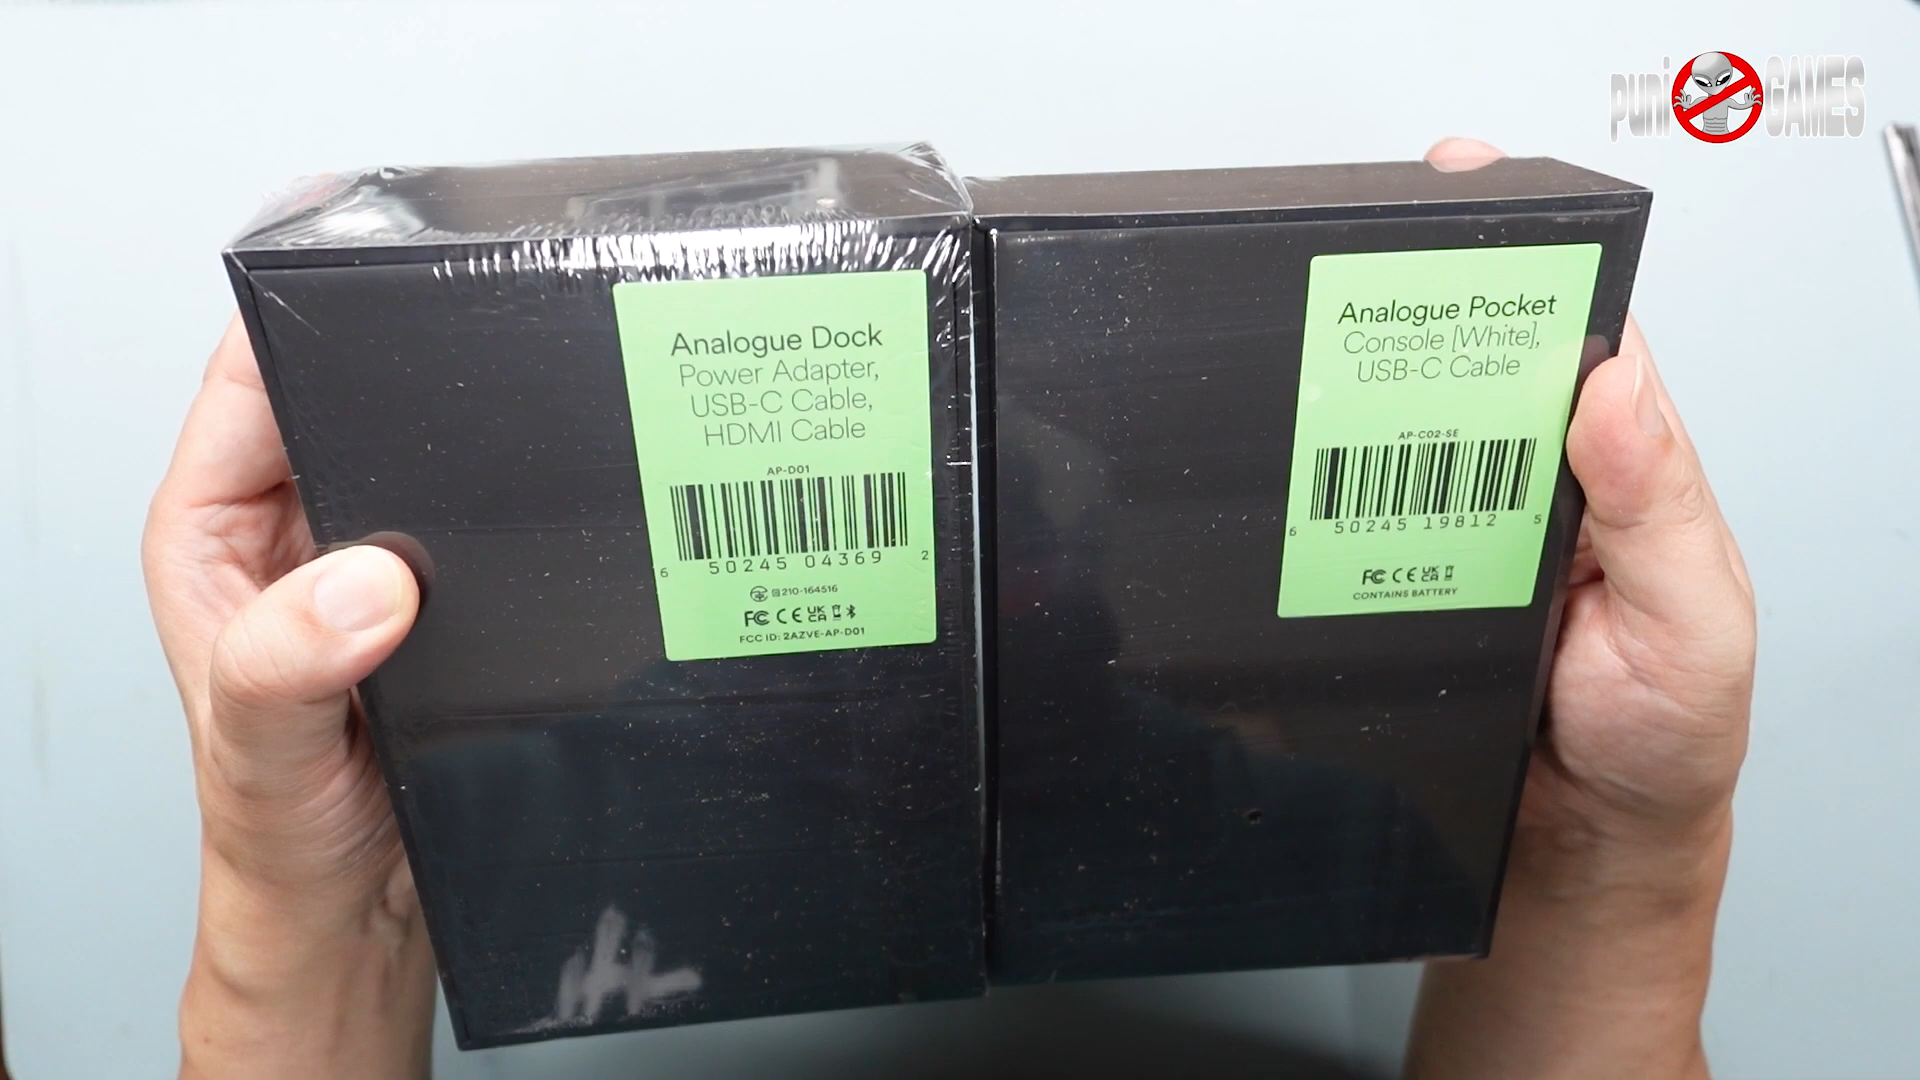 puni GAMES
Analogue Dock
Power Adapter,
USB-C Cable,
HDMI Cable
AP-D01
6 50245 04369 2
R 210-164516
FC CE UK CA
FCC ID: 2AZVE-AP-D01
Analogue Pocket
Console [White],
USB-C Cable
AP-C02-SE
6 50245 19812 5
FC CE UK CA
CONTAINS BATTERY